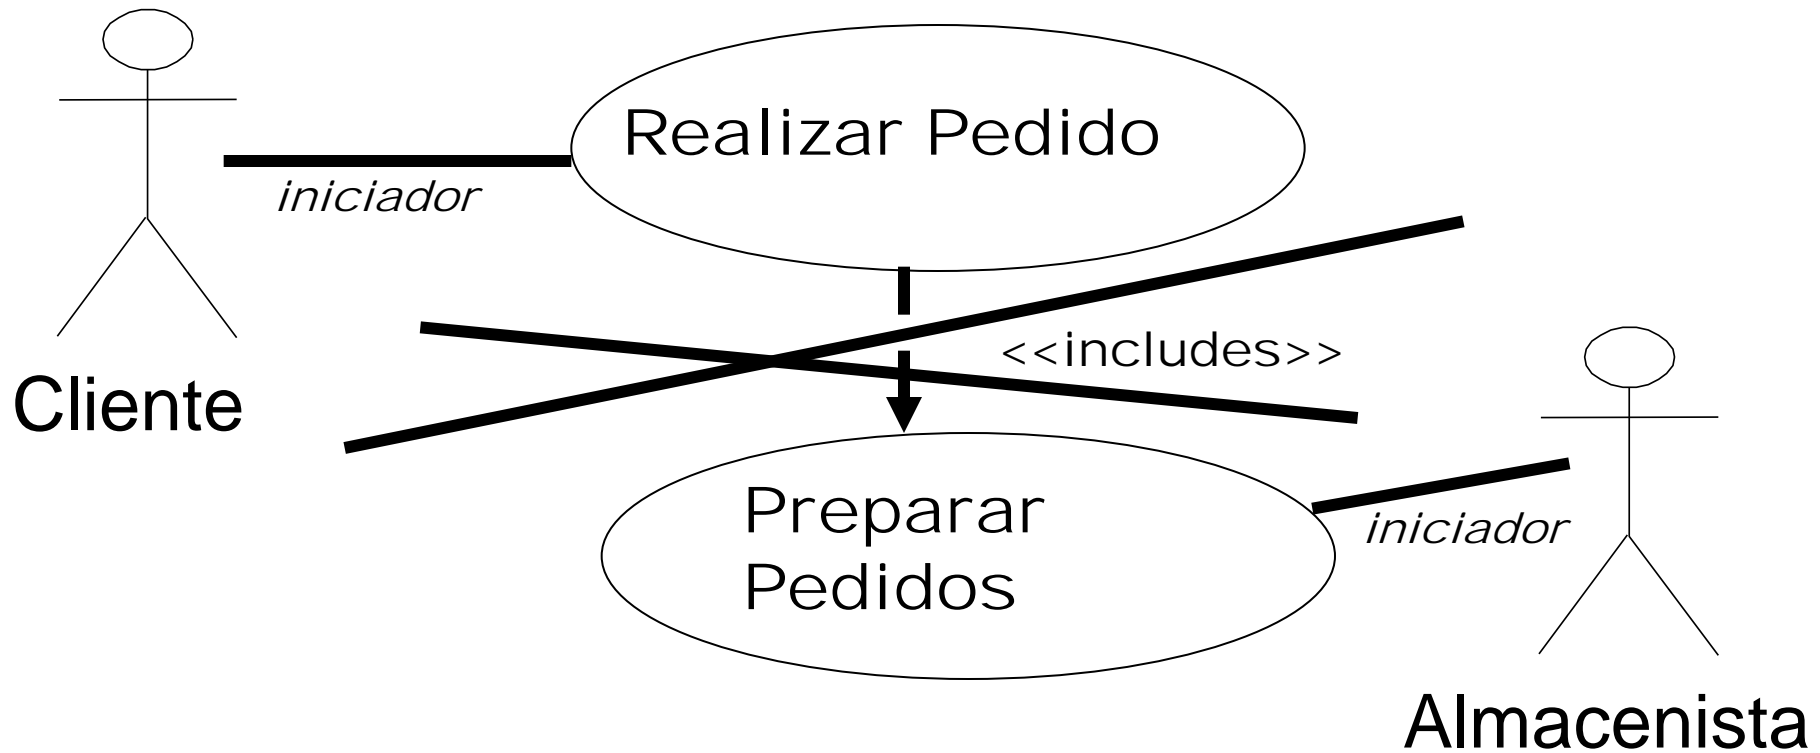 Realizar Pedido
iniciador
Cliente
<<includes>>
Preparar
Pedidos
iniciador
Almacenista